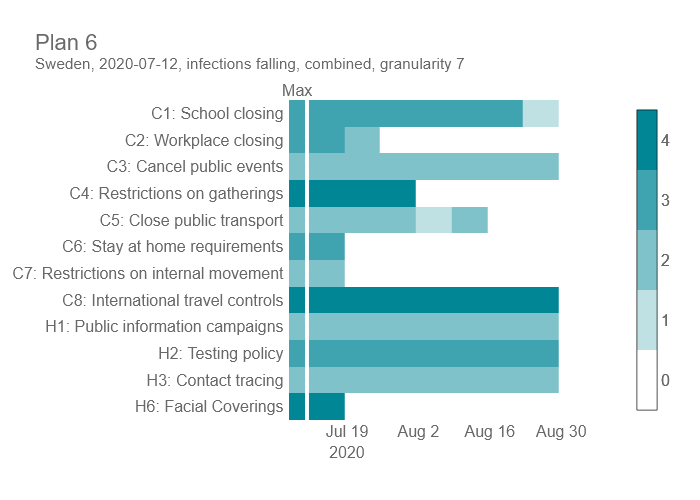 Plan 6
Sweden, 2020-07-12, infections falling, combined, granularity 7
Max
C1: School closing
C2: Workplace closing
C3: Cancel public events
C4: Restrictions on gatherings
C5: Close public transport
C6: Stay at home requirements
C7: Restrictions on internal movement
C8: International travel controls
H1: Public information campaigns
H2: Testing policy
H3: Contact tracing
H6: Facial Coverings
Jul 19 Aug 2 Aug 16 Aug 30
2020
4
3
2
1
0